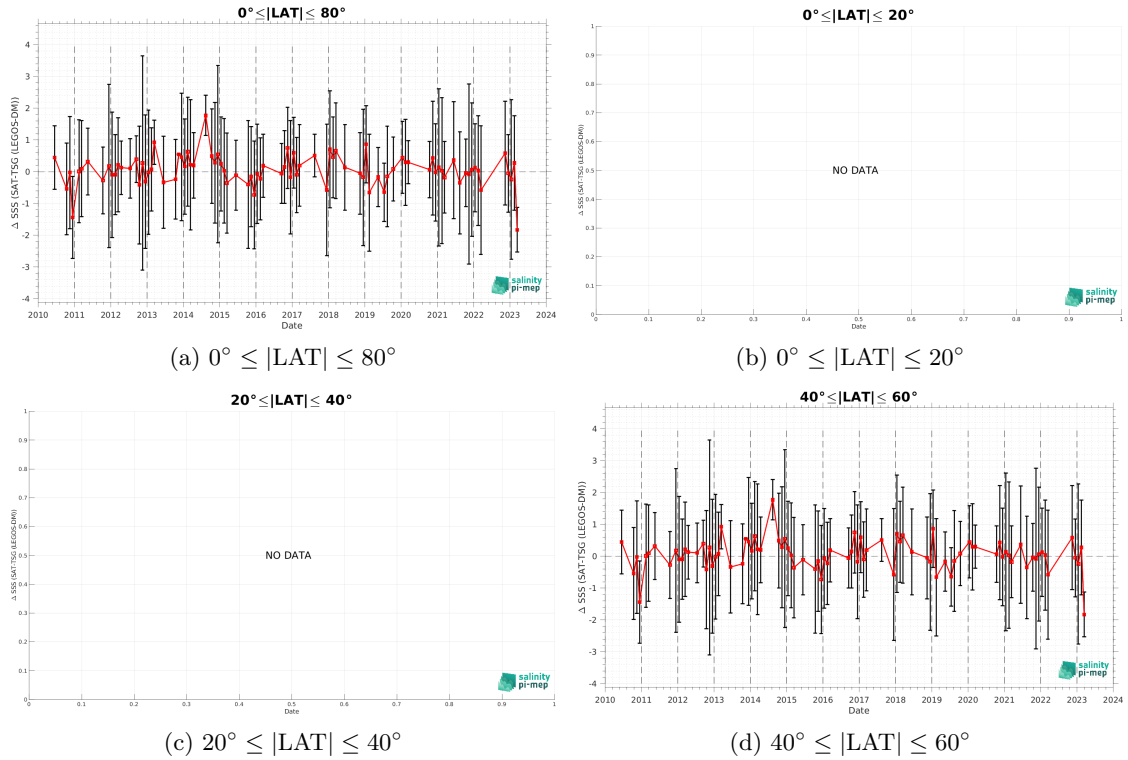 0°≤|LAT|≤ 80°
Δ SSS (SAT-TSG (LEGOS-DM))
4
3
2
1
0
-1
-2
-3
-4
2010 2011 2012 2013 2014 2015 2016 2017 2018 2019 2020 2021 2022 2023 2024
Date
salinity
pi-mep
(a) 0° ≤ |LAT| ≤ 80°
0°≤|LAT|≤ 20°
Δ SSS (SAT-TSG (LEGOS-DM))
1
0.9
0.8
0.7
0.6
0.5
0.4
0.3
0.2
0.1
0
NO DATA
0 0.1 0.2 0.3 0.4 0.5 0.6 0.7 0.8 0.9 1
Date
salinity
pi-mep
(b) 0° ≤ |LAT| ≤ 20°
20°≤|LAT|≤ 40°
Δ SSS (SAT-TSG (LEGOS-DM))
1
0.9
0.8
0.7
0.6
0.5
0.4
0.3
0.2
0.1
0
NO DATA
0 0.1 0.2 0.3 0.4 0.5 0.6 0.7 0.8 0.9 1
Date
salinity
pi-mep
(c) 20° ≤ |LAT| ≤ 40°
40°≤|LAT|≤ 60°
Δ SSS (SAT-TSG (LEGOS-DM))
4
3
2
1
0
-1
-2
-3
-4
2010 2011 2012 2013 2014 2015 2016 2017 2018 2019 2020 2021 2022 2023 2024
Date
salinity
pi-mep
(d) 40° ≤ |LAT| ≤ 60°